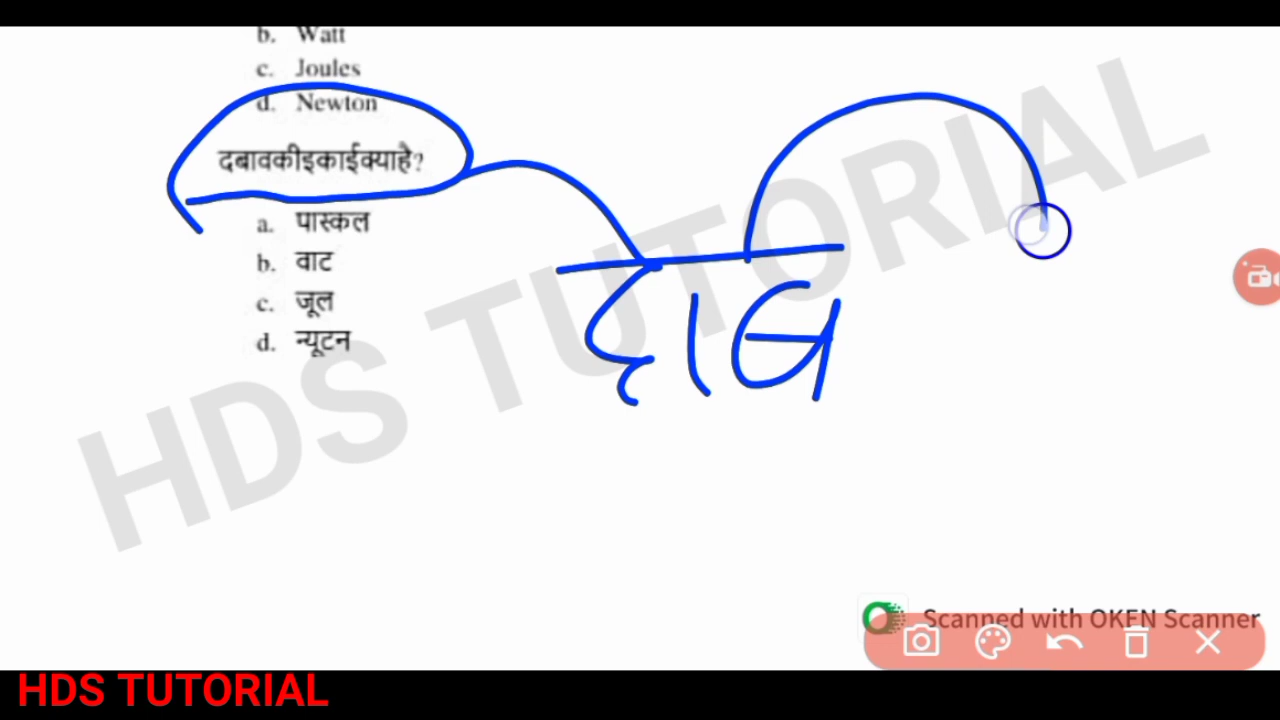 b. Watt
c. Joules
d. Newton
दबावकीइकाईक्याहै?
a. पास्कल
b. वाट
c. जूल
d. न्यूटन
दाब
HDS TUTORIAL
Scanned with OKEN Scanner
HDS TUTORIAL